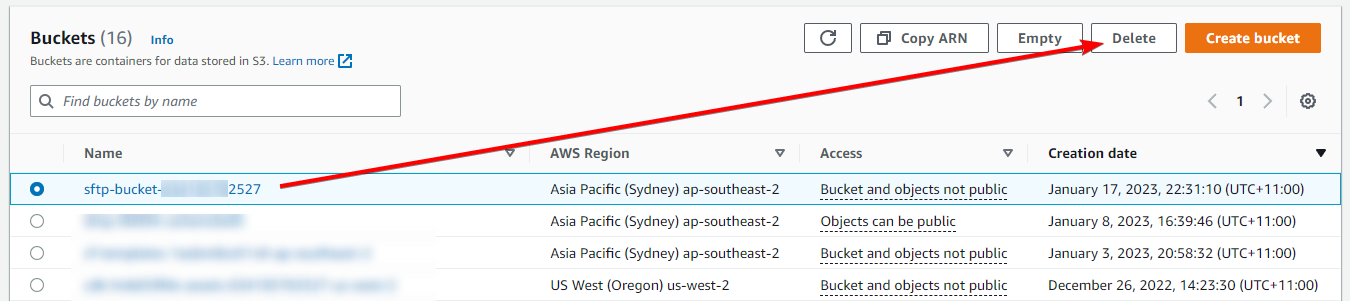 Buckets (16) Info
Copy ARN Empty Delete Create bucket
Buckets are containers for data stored in S3. Learn more
Find buckets by name
1
Name AWS Region Access Creation date
sftp-bucket- 2527 Asia Pacific (Sydney) ap-southeast-2 Bucket and objects not public January 17, 2023, 22:31:10 (UTC+11:00)
Asia Pacific (Sydney) ap-southeast-2 Objects can be public January 8, 2023, 16:39:46 (UTC+11:00)
Asia Pacific (Sydney) ap-southeast-2 Bucket and objects not public January 3, 2023, 20:58:32 (UTC+11:00)
US West (Oregon) us-west-2 Bucket and objects not public December 26, 2022, 14:23:30 (UTC+11:00)